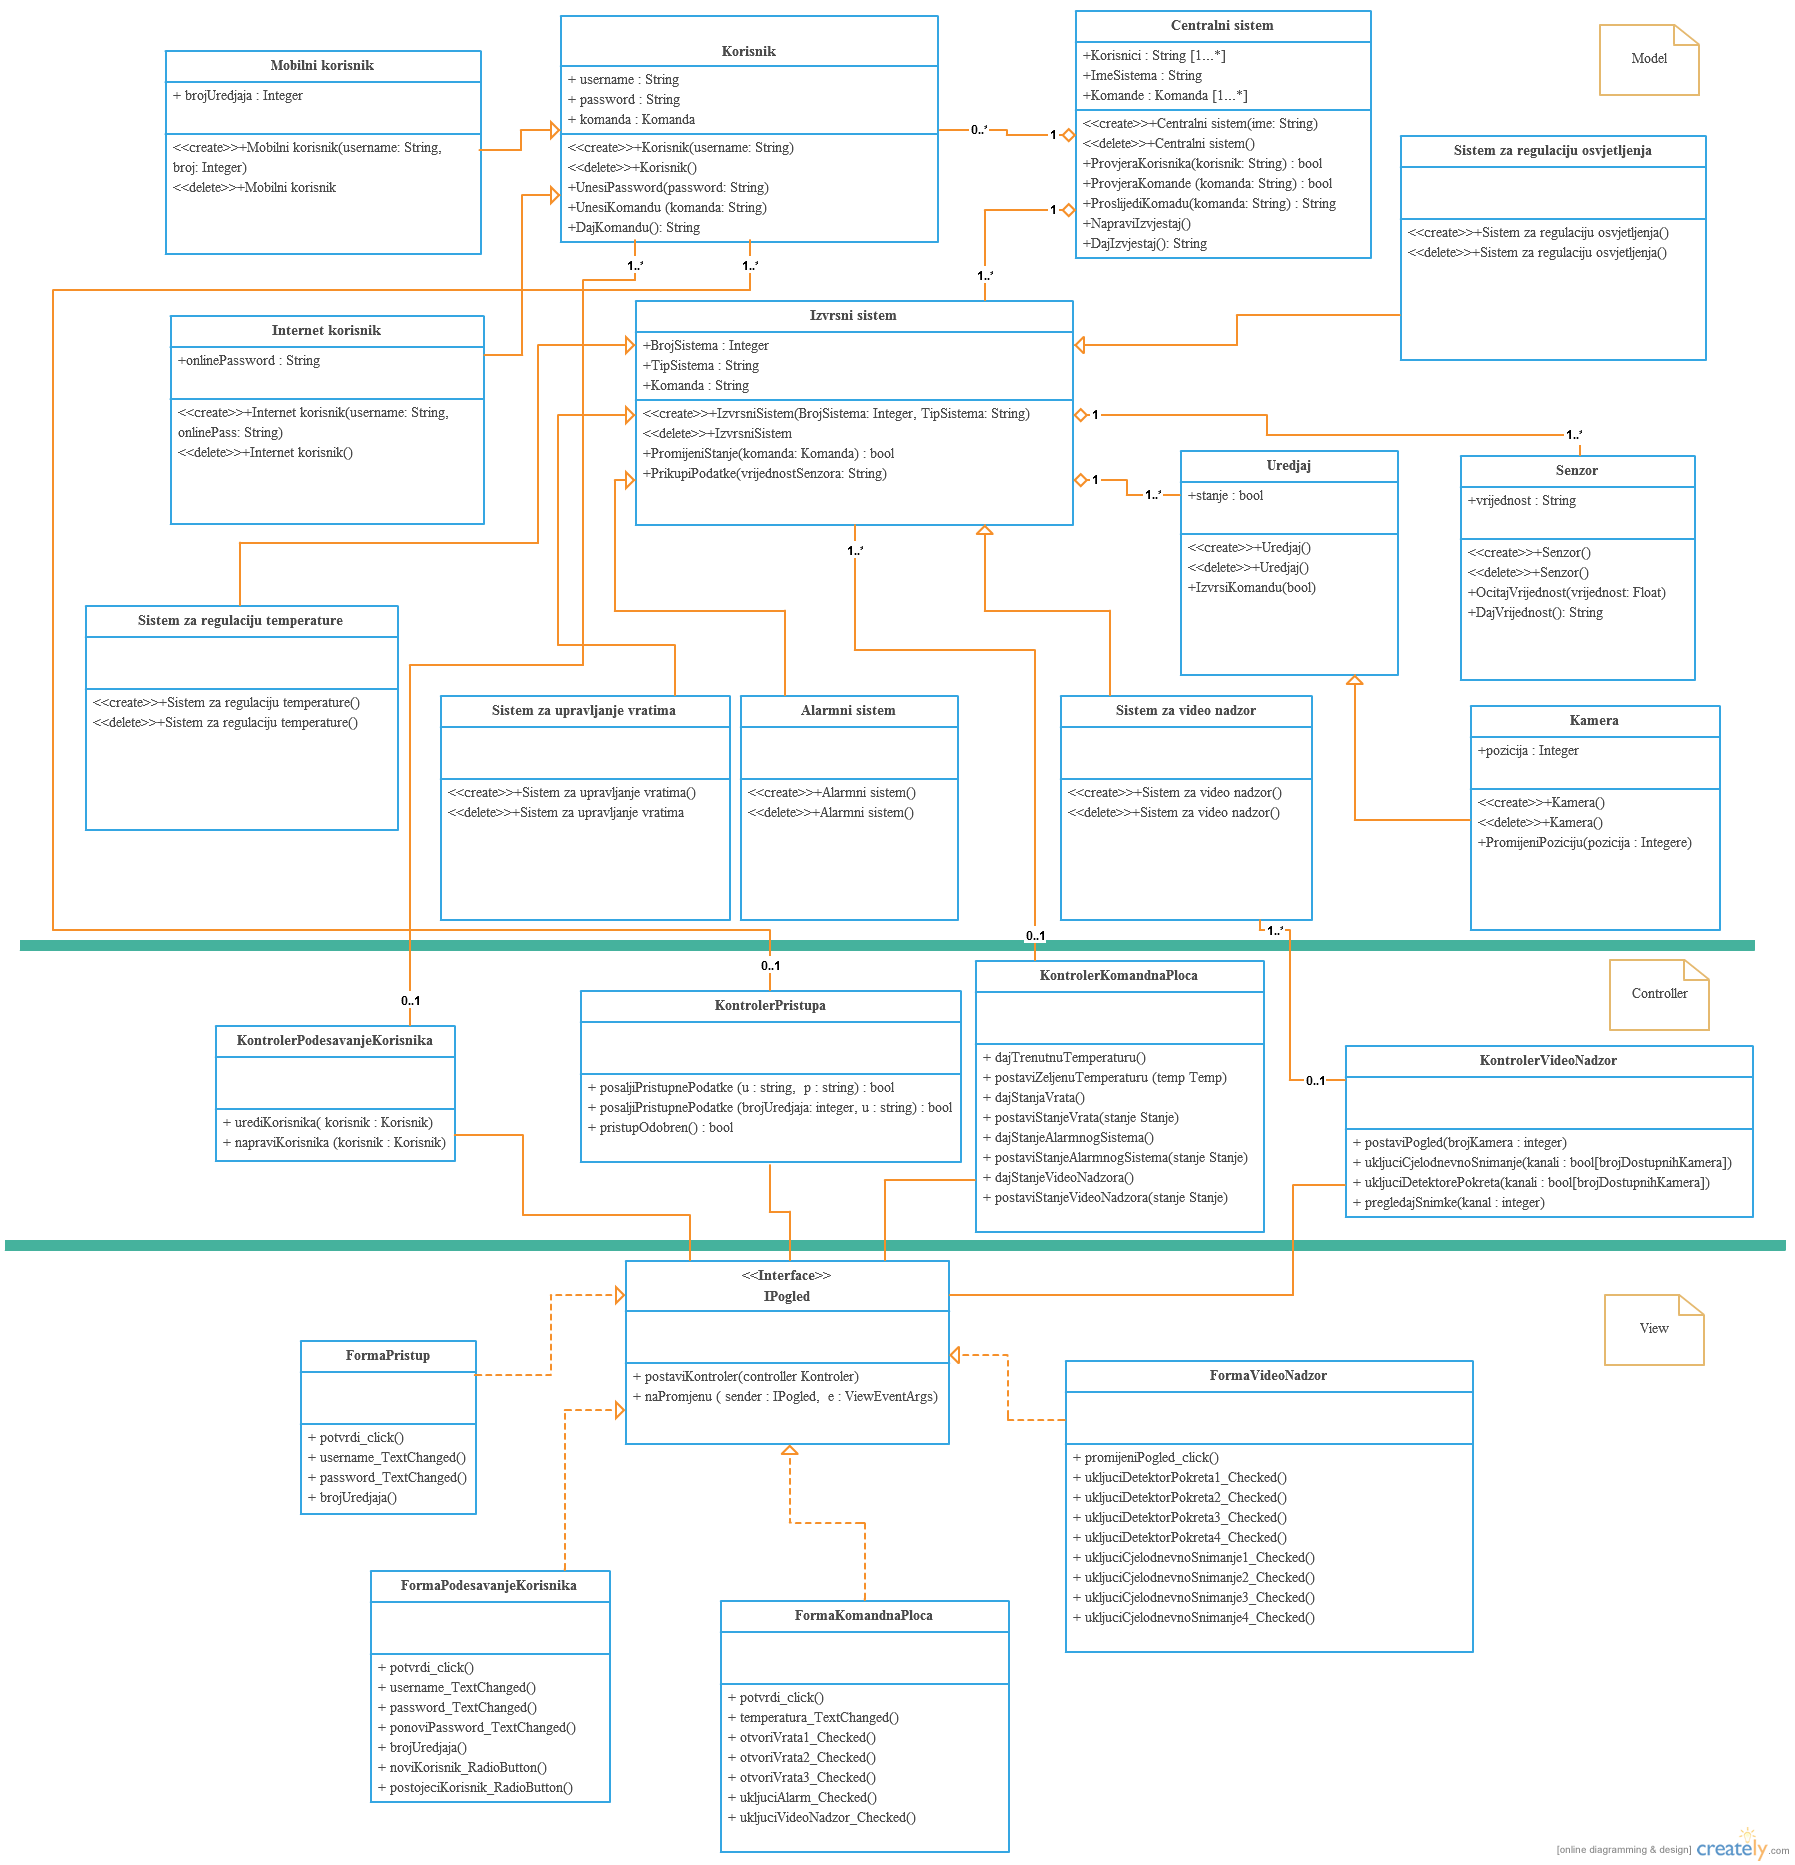 Mobilni korisnik
+ brojUredjaja : Integer
<<create>>+Mobilni korisnik(username: String,
broj: Integer)
<<delete>>+Mobilni korisnik
Korisnik
+ username : String
+ password : String
+ komanda : Komanda
<<create>>+Korisnik(username: String)
<<delete>>+Korisnik()
+UnesiPassword(password: String)
+UnesiKomandu (komanda: String)
+DajKomandu(): String
0..*
1
1
1..*
1..*
1..*
Centralni sistem
+Korisnici : String [1...*]
+ImeSistema : String
+Komande : Komanda [1...*]
<<create>>+Centralni sistem(ime: String)
<<delete>>+Centralni sistem()
+ProvjeraKorisnika(korisnik: String) : bool
+ProvjeraKomande (komanda: String) : bool
+ProslijediKomadu(komanda: String) : String
+NapraviIzvjestaj()
+DajIzvjestaj(): String
Model
Sistem za regulaciju osvjetljenja
<<create>>+Sistem za regulaciju osvjetljenja()
<<delete>>+Sistem za regulaciju osvjetljenja()
Internet korisnik
+onlinePassword : String
<<create>>+Internet korisnik(username: String,
onlinePass: String)
<<delete>>+Internet korisnik()
Izvrsni sistem
+BrojSistema : Integer
+TipSistema : String
+Komanda : String
<<create>>+IzvrsniSistem(BrojSistema: Integer, TipSistema: String)
<<delete>>+IzvrsniSistem
+PromijeniStanje(komanda: Komanda) : bool
+PrikupiPodatke(vrijednostSenzora: String)
1
1..*
1
1..*
1..*
Uredjaj
+stanje : bool
<<create>>+Uredjaj()
<<delete>>+Uredjaj()
+IzvrsiKomandu(bool)
Senzor
+vrijednost : String
<<create>>+Senzor()
<<delete>>+Senzor()
+OcitajVrijednost(vrijednost: Float)
+DajVrijednost(): String
Sistem za regulaciju temperature
<<create>>+Sistem za regulaciju temperature()
<<delete>>+Sistem za regulaciju temperature()
Sistem za upravljanje vratima
<<create>>+Sistem za upravljanje vratima()
<<delete>>+Sistem za upravljanje vratima
Alarmni sistem
<<create>>+Alarmni sistem()
<<delete>>+Alarmni sistem()
Sistem za video nadzor
<<create>>+Sistem za video nadzor()
<<delete>>+Sistem za video nadzor()
Kamera
+pozicija : Integer
<<create>>+Kamera()
<<delete>>+Kamera()
+PromijeniPoziciju(pozicija : Integere)
1..*
0..1
0..1
0..1
0..1
Controller
KontrolerPodesavanjeKorisnika
+ urediKorisnika( korisnik : Korisnik)
+ napraviKorisnika (korisnik : Korisnik)
KontrolerPristupa
+ posaljiPristupnePodatke (u : string,  p : string) : bool
+ posaljiPristupnePodatke (brojUredjaja: integer, u : string) : bool
+ pristupOdobren() : bool
KontrolerKomandnaPloca
+ dajTrenutnuTemperaturu()
+ postaviZeljenuTemperaturu (temp Temp)
+ dajStanjaVrata()
+ postaviStanjeVrata(stanje Stanje)
+ dajStanjeAlarmnogSistema()
+ postaviStanjeAlarmnogSistema(stanje Stanje)
+ dajStanjeVideoNadzora()
+ postaviStanjeVideoNadzora(stanje Stanje)
KontrolerVideoNadzor
+ postaviPogled(brojKamera : integer)
+ ukljuciCjelodnevnoSnimanje(kanali : bool[brojDostupnihKamera])
+ ukljuciDetektorePokreta(kanali : bool[brojDostupnihKamera])
+ pregledajSnimke(kanal : integer)
<<Interface>>
IPogled
+ postaviKontroler(controller Kontroler)
+ naPromjenu ( sender : IPogled,  e : ViewEventArgs)
View
FormaPristup
+ potvrdi_click()
+ username_TextChanged()
+ password_TextChanged()
+ brojUredjaja()
FormaVideoNadzor
+ promijeniPogled_click()
+ ukljuciDetektorPokreta1_Checked()
+ ukljuciDetektorPokreta2_Checked()
+ ukljuciDetektorPokreta3_Checked()
+ ukljuciDetektorPokreta4_Checked()
+ ukljuciCjelodnevnoSnimanje1_Checked()
+ ukljuciCjelodnevnoSnimanje2_Checked()
+ ukljuciCjelodnevnoSnimanje3_Checked()
+ ukljuciCjelodnevnoSnimanje4_Checked()
FormaPodesavanjeKorisnika
+ potvrdi_click()
+ username_TextChanged()
+ password_TextChanged()
+ ponoviPassword_TextChanged()
+ brojUredjaja()
+ noviKorisnik_RadioButton()
+ postojeciKorisnik_RadioButton()
FormaKomandnaPloca
+ potvrdi_click()
+ temperatura_TextChanged()
+ otvoriVrata1_Checked()
+ otvoriVrata2_Checked()
+ otvoriVrata3_Checked()
+ ukljuciAlarm_Checked()
+ ukljuciVideoNadzor_Checked()
[online diagramming & design] creately.com